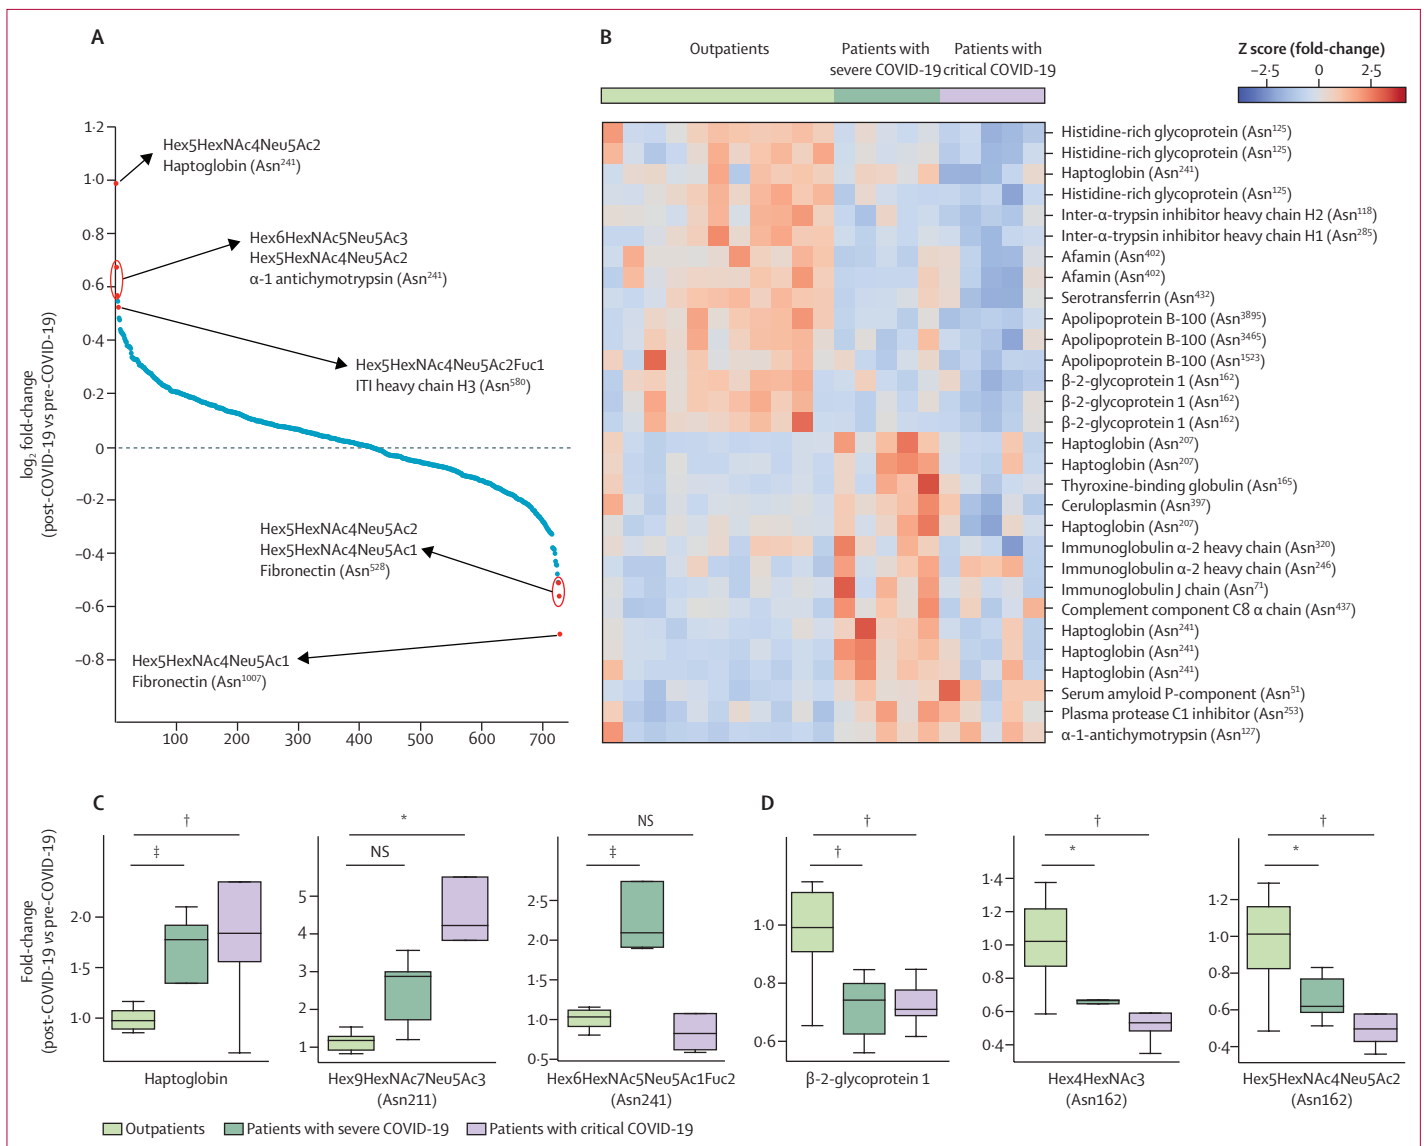 A
B
Outpatients
Patients with
severe COVID-19
Patients with
critical COVID-19
Z score (fold-change)
−2·5 0 2·5
log₂ fold-change
(post-COVID-19 vs pre-COVID-19)
1·2
1·0
0·8
0·6
0·4
0·2
0
−0·2
−0·4
−0·6
−0·8
100 200 300 400 500 600 700
Hex5HexNAc4Neu5Ac2
Haptoglobin (Asn²⁴¹)
Hex6HexNAc5Neu5Ac3
Hex5HexNAc4Neu5Ac2
α-1 antichymotrypsin (Asn²⁴¹)
Hex5HexNAc4Neu5Ac2Fuc1
ITI heavy chain H3 (Asn⁵⁸⁰)
Hex5HexNAc4Neu5Ac2
Hex5HexNAc4Neu5Ac1
Fibronectin (Asn⁵²⁸)
Hex5HexNAc4Neu5Ac1
Fibronectin (Asn¹⁰⁰⁷)
Histidine-rich glycoprotein (Asn¹²⁵)
Histidine-rich glycoprotein (Asn¹²⁵)
Haptoglobin (Asn²⁴¹)
Histidine-rich glycoprotein (Asn¹²⁵)
Inter-α-trypsin inhibitor heavy chain H2 (Asn¹¹⁸)
Inter-α-trypsin inhibitor heavy chain H1 (Asn²⁸⁵)
Afamin (Asn⁴⁰²)
Afamin (Asn⁴⁰²)
Serotransferrin (Asn⁴³²)
Apolipoprotein B-100 (Asn³⁸⁹⁵)
Apolipoprotein B-100 (Asn³⁴⁶⁵)
Apolipoprotein B-100 (Asn¹⁵²³)
β-2-glycoprotein 1 (Asn¹⁶²)
β-2-glycoprotein 1 (Asn¹⁶²)
β-2-glycoprotein 1 (Asn¹⁶²)
Haptoglobin (Asn²⁰⁷)
Haptoglobin (Asn²⁰⁷)
Thyroxine-binding globulin (Asn¹⁶⁵)
Ceruloplasmin (Asn³⁹⁷)
Haptoglobin (Asn²⁰⁷)
Immunoglobulin α-2 heavy chain (Asn³²⁰)
Immunoglobulin α-2 heavy chain (Asn²⁴⁶)
Immunoglobulin J chain (Asn⁷¹)
Complement component C8 α chain (Asn⁴³⁷)
Haptoglobin (Asn²⁴¹)
Haptoglobin (Asn²⁴¹)
Haptoglobin (Asn²⁴¹)
Serum amyloid P-component (Asn⁵¹)
Plasma protease C1 inhibitor (Asn²⁵³)
α-1-antichymotrypsin (Asn¹²⁷)
C
D
Fold-change
(post-COVID-19 vs pre-COVID-19)
†
‡
2·0
1·5
1·0
Haptoglobin
*
NS
5
4
3
2
1
Hex9HexNAc7Neu5Ac3
(Asn211)
NS
‡
2·5
2·0
1·5
1·0
0·5
Hex6HexNAc5Neu5Ac1Fuc2
(Asn241)
†
†
1·0
0·8
0·6
β-2-glycoprotein 1
†
*
1·4
1·2
1·0
0·8
0·6
0·4
Hex4HexNAc3
(Asn162)
†
*
1·4
1·2
1·0
0·8
0·6
0·4
Hex5HexNAc4Neu5Ac2
(Asn162)
Outpatients Patients with severe COVID-19 Patients with critical COVID-19